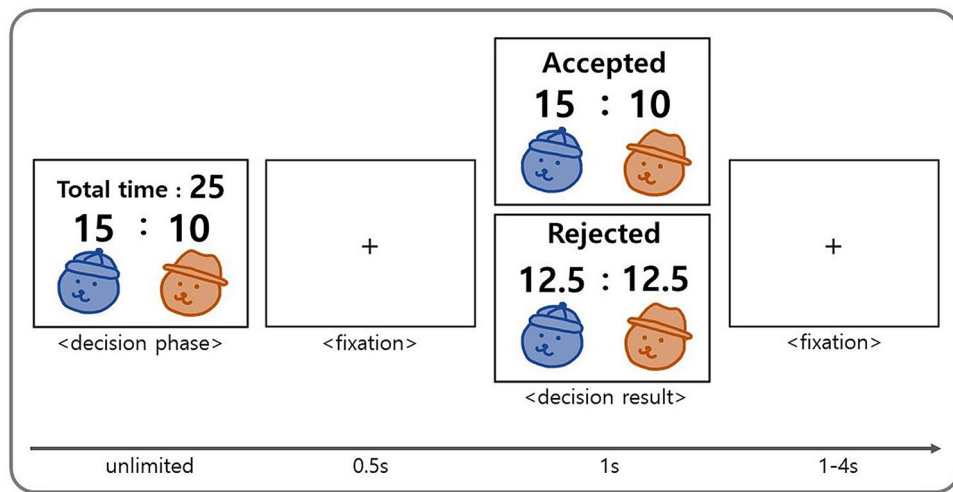 Total time : 25
15 : 10
<decision phase>
+
<fixation>
Accepted
15 : 10
Rejected
12.5 : 12.5
<decision result>
+
<fixation>
unlimited
0.5s
1s
1-4s